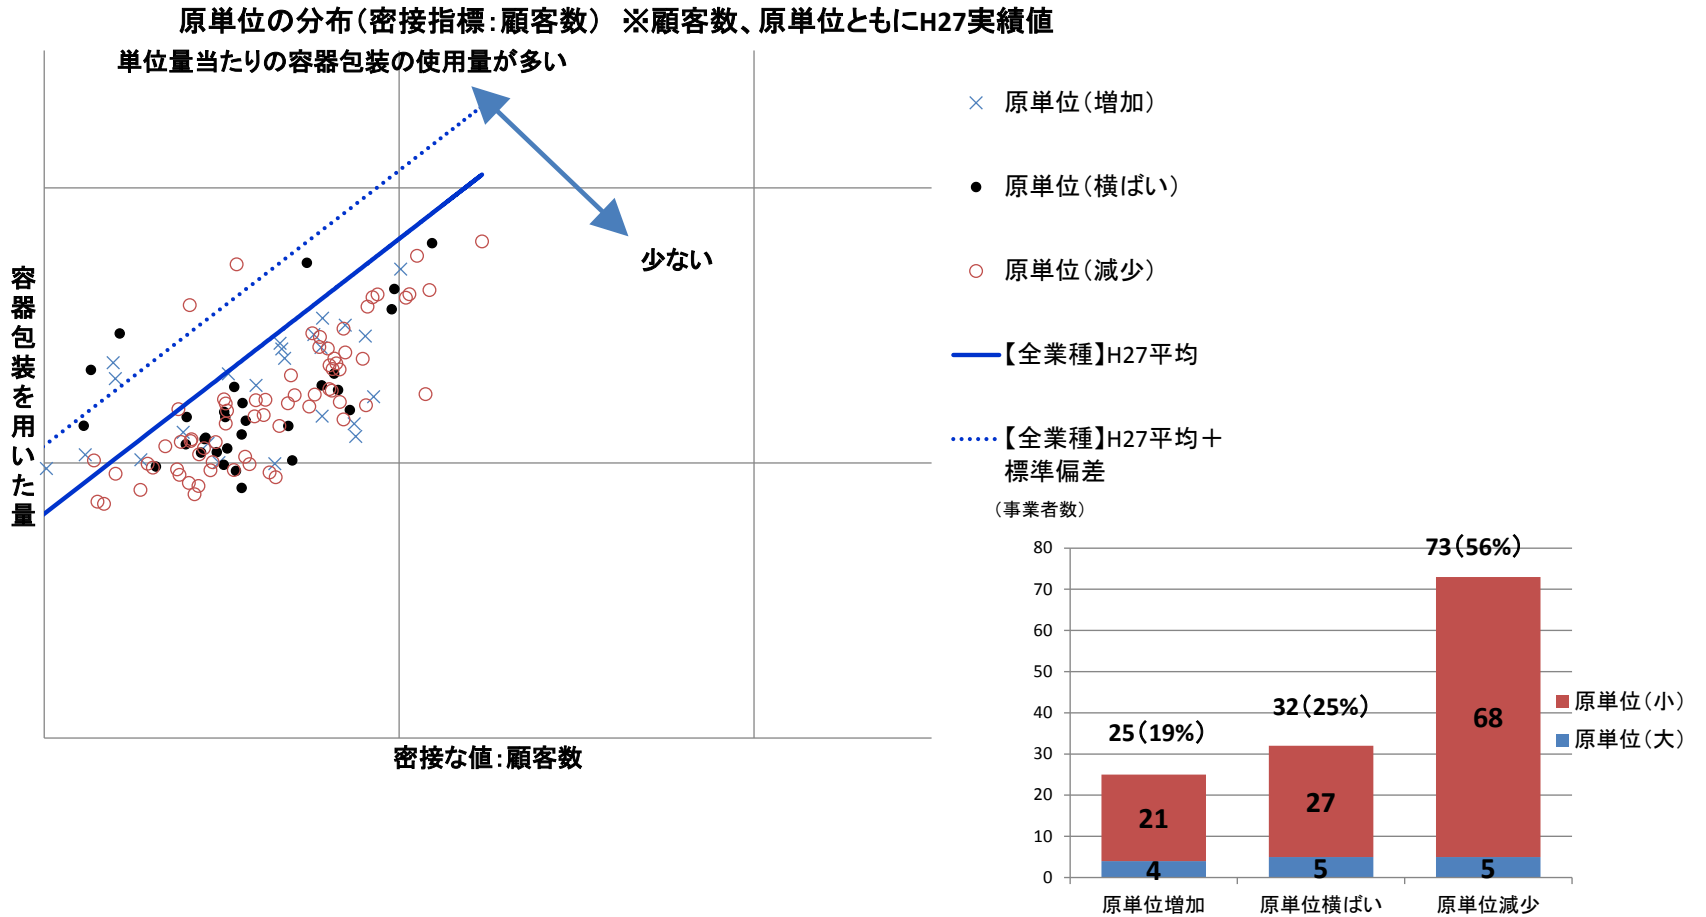 原単位の分布（密接指標：顧客数） ※顧客数、原単位ともにH27実績値
単位量当たりの容器包装の使用量が多い
少ない
容器包装を用いた量
密接な値：顧客数
原単位（増加）
原単位（横ばい）
原単位（減少）
【全業種】H27平均
【全業種】H27平均＋
標準偏差
（事業者数）
80
70
60
50
40
30
20
10
0
25（19%）
32（25%）
73（56%）
21
27
68
4
5
5
原単位増加
原単位横ばい
原単位減少
原単位（小）
原単位（大）